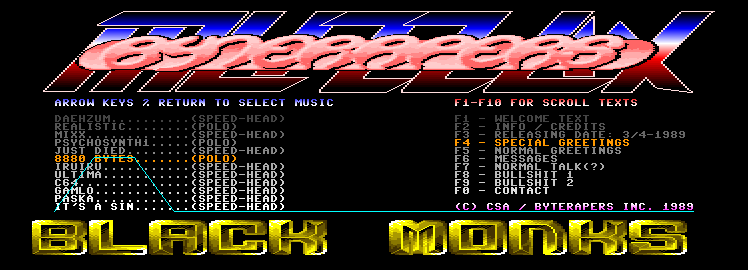 BYTERAPERS
ARROW KEYS % RETURN TO SELECT MUSIC
F1-F10 FOR SCROLL TEXTS
DAEHZUM..........(SPEED-HEAD)
REALISTIC........(POLO)
MIXX.............(SPEED-HEAD)
PSYCHOSYNTH1.....(POLO)
JUST DIED........(SPEED-HEAD)
8880 BYTES.......(POLO)
IRUIRU...........(SPEED-HEAD)
ULTIMA...........(SPEED-HEAD)
C64..............(SPEED-HEAD)
GAMLO............(SPEED-HEAD)
PASKA............(SPEED-HEAD)
IT'S A SIN.......(SPEED-HEAD)
F1 - WELCOME TEXT
F2 - INFO / CREDITS
F3 - RELEASING DATE: 3/4-1989
F4 - SPECIAL GREETINGS
F5 - NORMAL GREETINGS
F6 - MESSAGES
F7 - NORMAL TALK(?)
F8 - BULLSHIT 1
F9 - BULLSHIT 2
F0 - CONTACT
(C) CSA / BYTERAPERS INC. 1989
BLACK MONKS